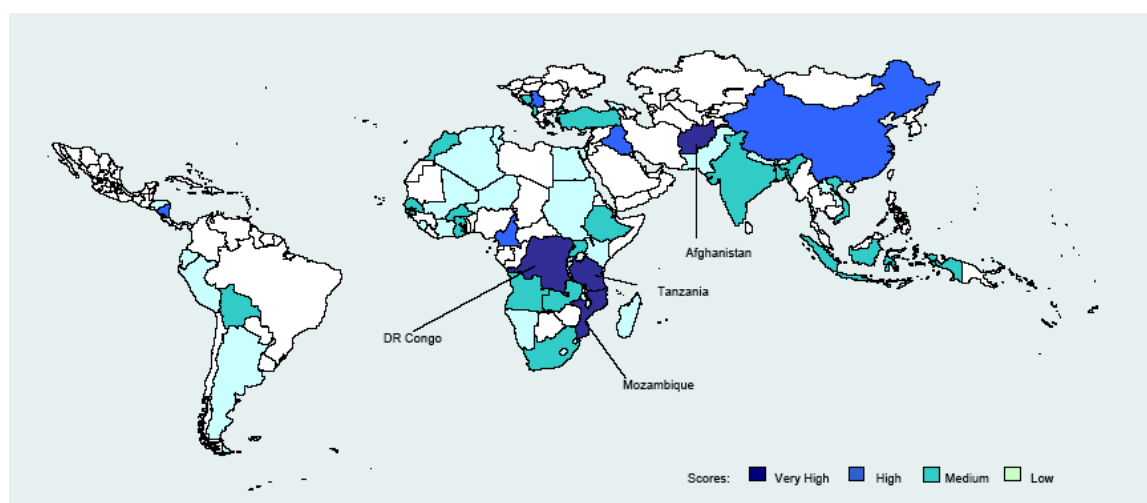 Afghanistan
Tanzania
DR Congo
Mozambique
Scores: Very High High Medium Low